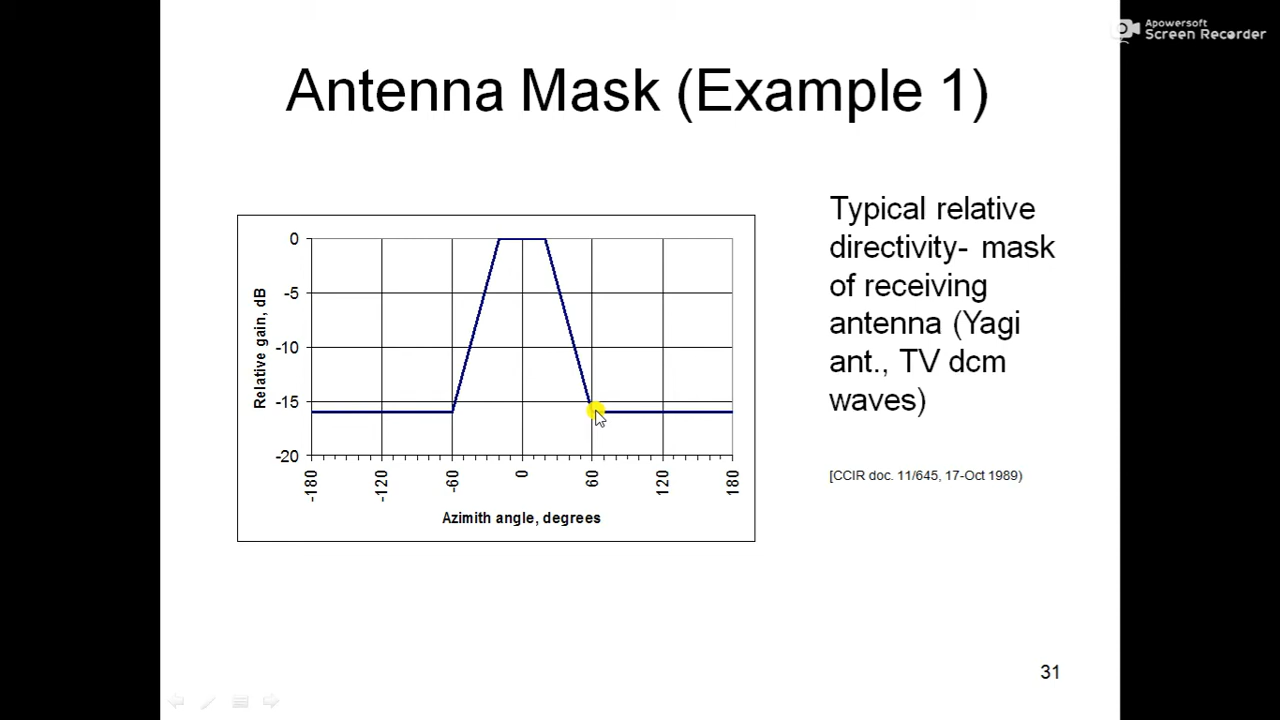 Apowersoft
Screen Recorder
Antenna Mask (Example 1)
0
-5
-10
-15
-20
Relative gain, dB
-180
-120
-60
0
60
120
180
Azimith angle, degrees
Typical relative
directivity- mask
of receiving
antenna (Yagi
ant., TV dcm
waves)
[CCIR doc. 11/645, 17-Oct 1989)
31